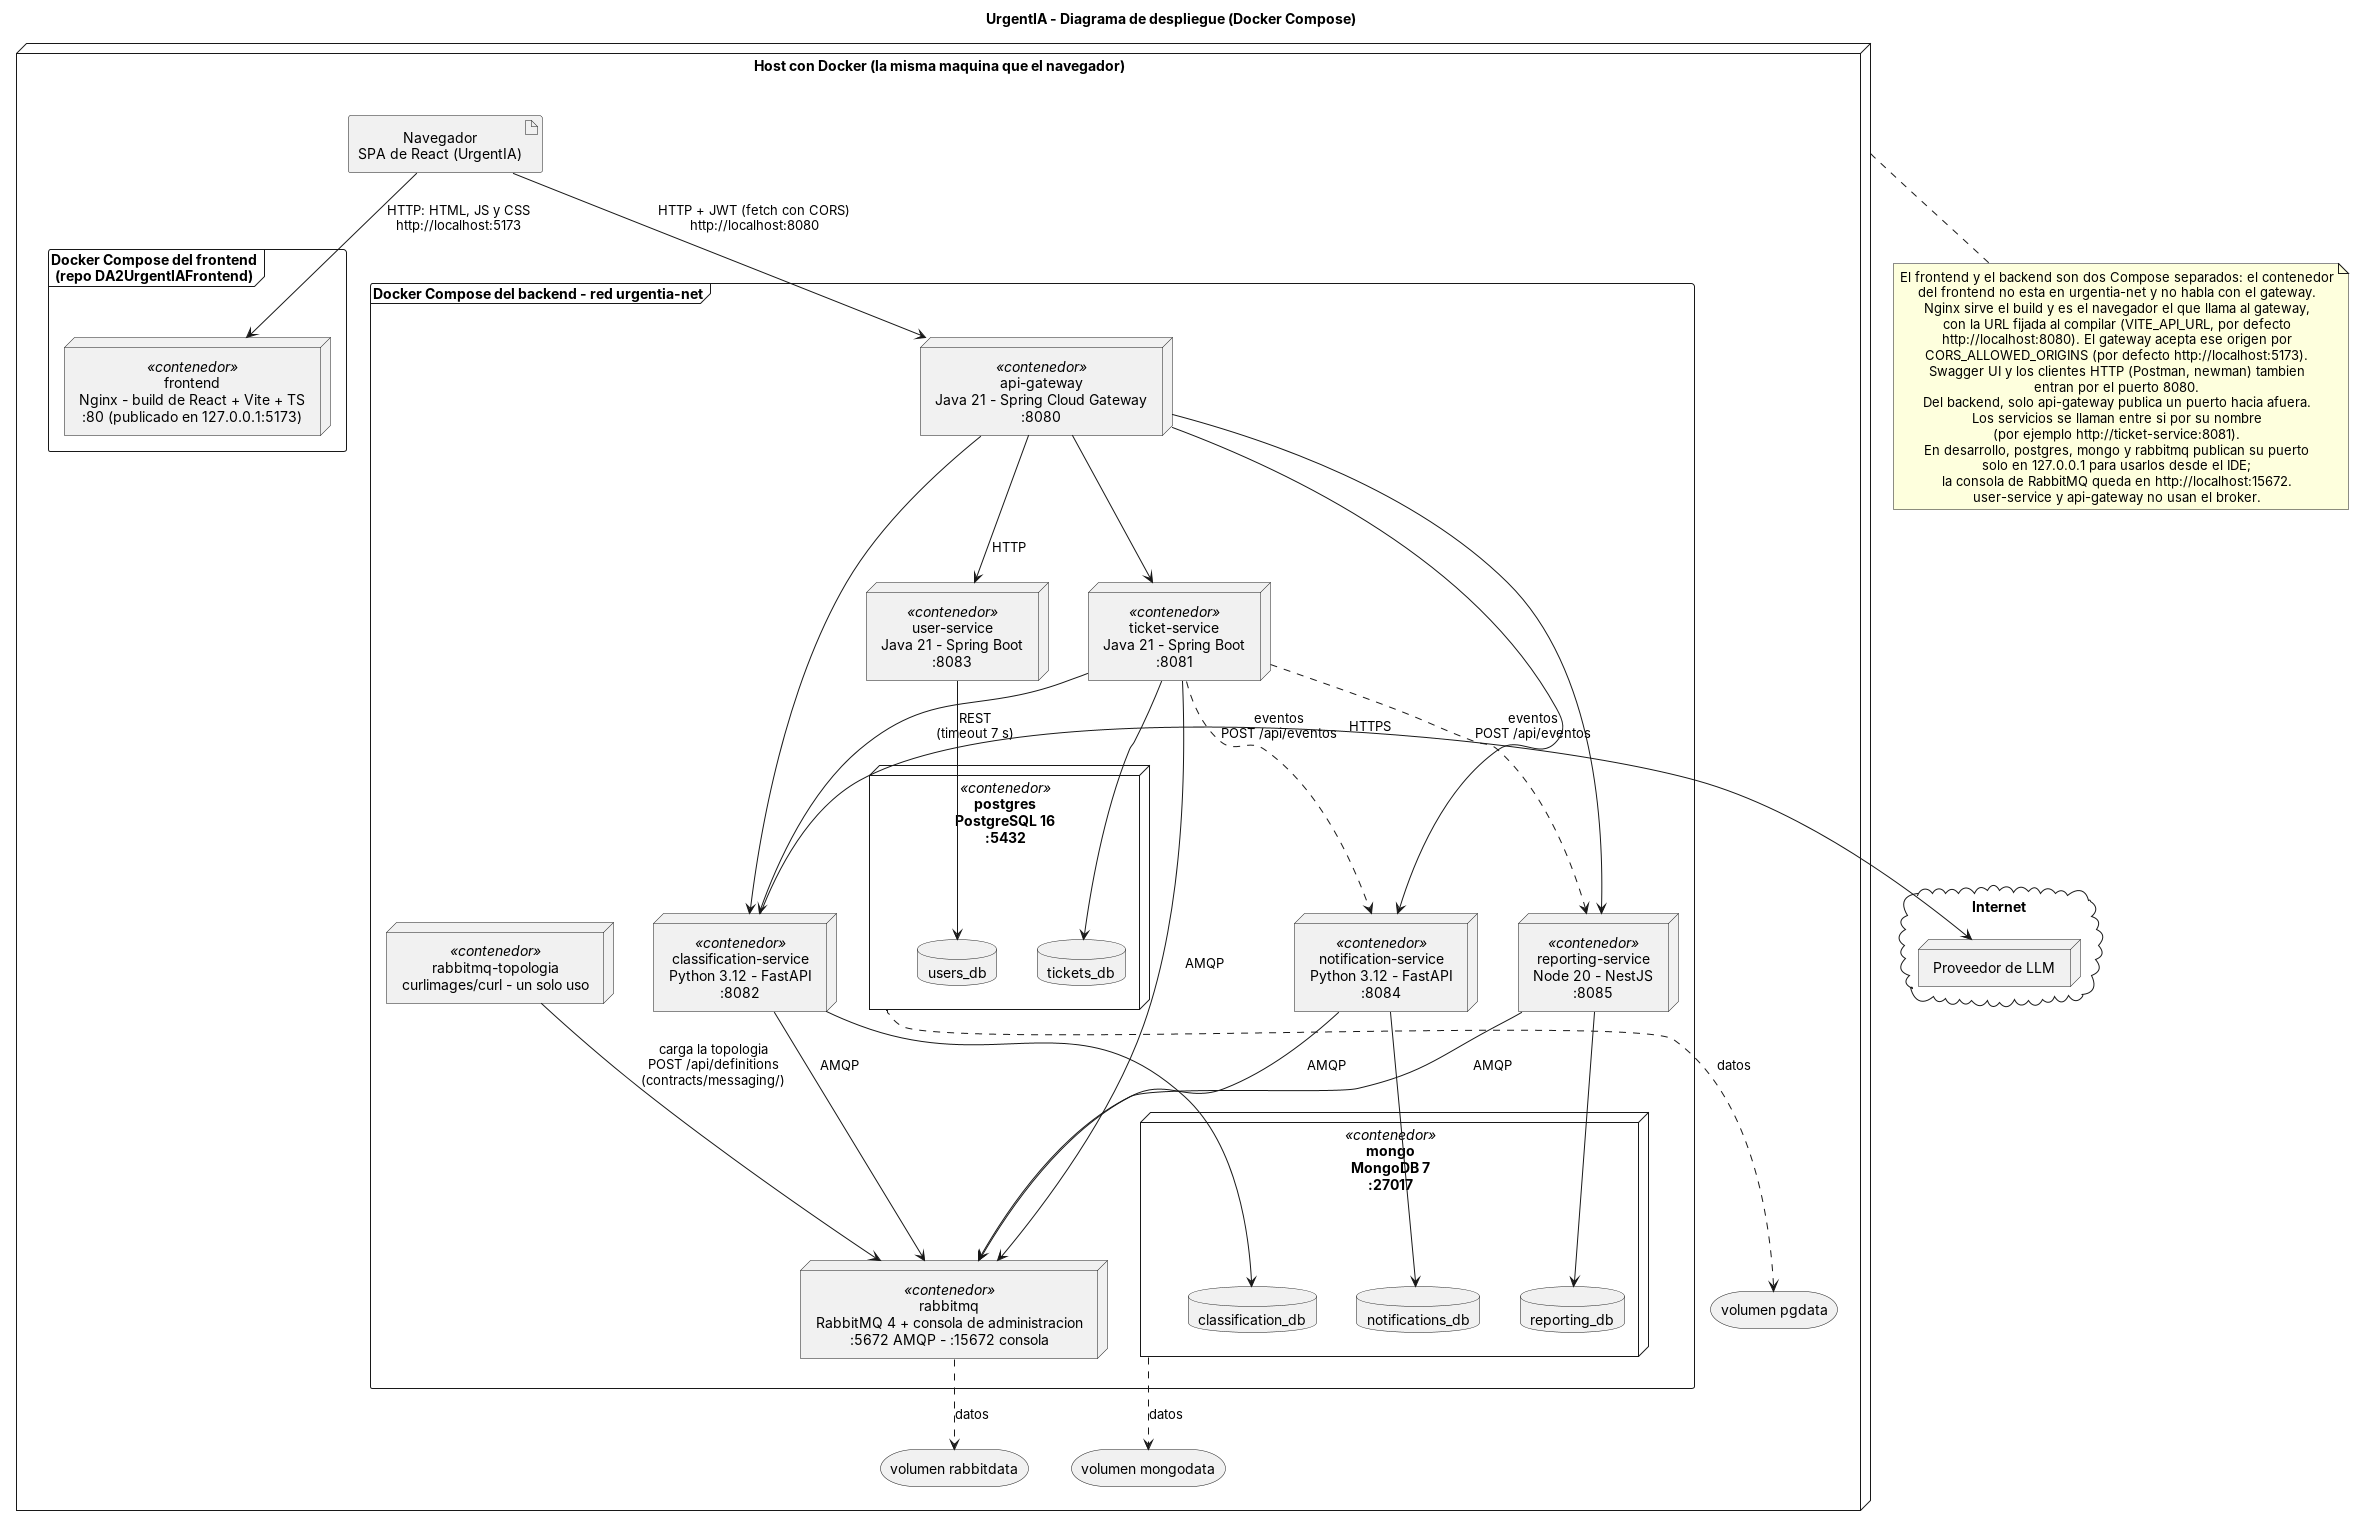 UrgentIA - Diagrama de despliegue (Docker Compose)
Host con Docker (la misma maquina que el navegador)
Navegador
SPA de React (UrgentIA)
HTTP: HTML, JS y CSS
http://localhost:5173
HTTP + JWT (fetch con CORS)
http://localhost:8080
Docker Compose del frontend
(repo DA2UrgentIAFrontend)
«contenedor»
frontend
Nginx - build de React + Vite + TS
:80 (publicado en 127.0.0.1:5173)
Docker Compose del backend - red urgentia-net
«contenedor»
api-gateway
Java 21 - Spring Cloud Gateway
:8080
El frontend y el backend son dos Compose separados: el contenedor
del frontend no esta en urgentia-net y no habla con el gateway.
Nginx sirve el build y es el navegador el que llama al gateway,
con la URL fijada al compilar (VITE_API_URL, por defecto
http://localhost:8080). El gateway acepta ese origen por
CORS_ALLOWED_ORIGINS (por defecto http://localhost:5173).
Swagger UI y los clientes HTTP (Postman, newman) tambien
entran por el puerto 8080.
Del backend, solo api-gateway publica un puerto hacia afuera.
Los servicios se llaman entre si por su nombre
(por ejemplo http://ticket-service:8081).
En desarrollo, postgres, mongo y rabbitmq publican su puerto
solo en 127.0.0.1 para usarlos desde el IDE;
la consola de RabbitMQ queda en http://localhost:15672.
user-service y api-gateway no usan el broker.
HTTP
«contenedor»
user-service
Java 21 - Spring Boot
:8083
«contenedor»
ticket-service
Java 21 - Spring Boot
:8081
REST
(timeout 7 s)
eventos
POST /api/eventos
HTTPS
eventos
POST /api/eventos
«contenedor»
postgres
PostgreSQL 16
:5432
users_db
tickets_db
«contenedor»
rabbitmq-topologia
curlimages/curl - un solo uso
«contenedor»
classification-service
Python 3.12 - FastAPI
:8082
AMQP
«contenedor»
notification-service
Python 3.12 - FastAPI
:8084
«contenedor»
reporting-service
Node 20 - NestJS
:8085
Internet
Proveedor de LLM
carga la topologia
POST /api/definitions
(contracts/messaging/)
AMQP
AMQP
AMQP
datos
«contenedor»
mongo
MongoDB 7
:27017
classification_db
notifications_db
reporting_db
«contenedor»
rabbitmq
RabbitMQ 4 + consola de administracion
:5672 AMQP - :15672 consola
volumen pgdata
datos
datos
volumen rabbitdata
volumen mongodata